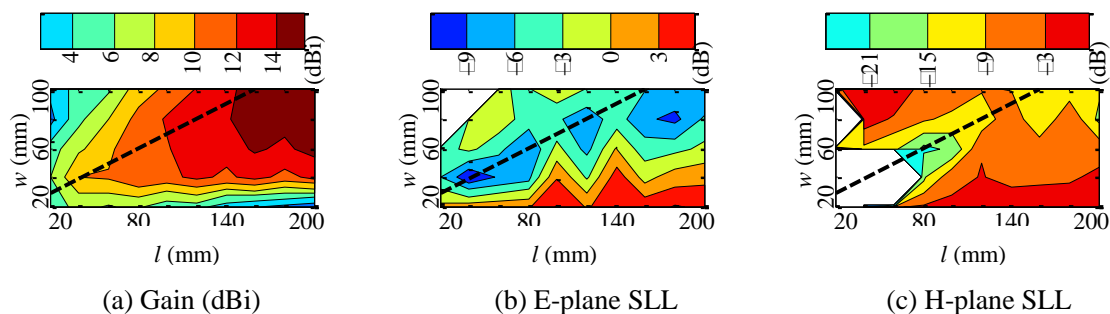 4 6 8 10 12 14 (dBi)
□9 □6 □3 0 3 (dB)
□21 □15 □9 □3 (dB)
100
60
20
w (mm)
20 80 140 200
l (mm)
100
60
20
w (mm)
20 80 140 200
l (mm)
100
60
20
w (mm)
20 80 140 200
l (mm)
(a) Gain (dBi)
(b) E-plane SLL
(c) H-plane SLL